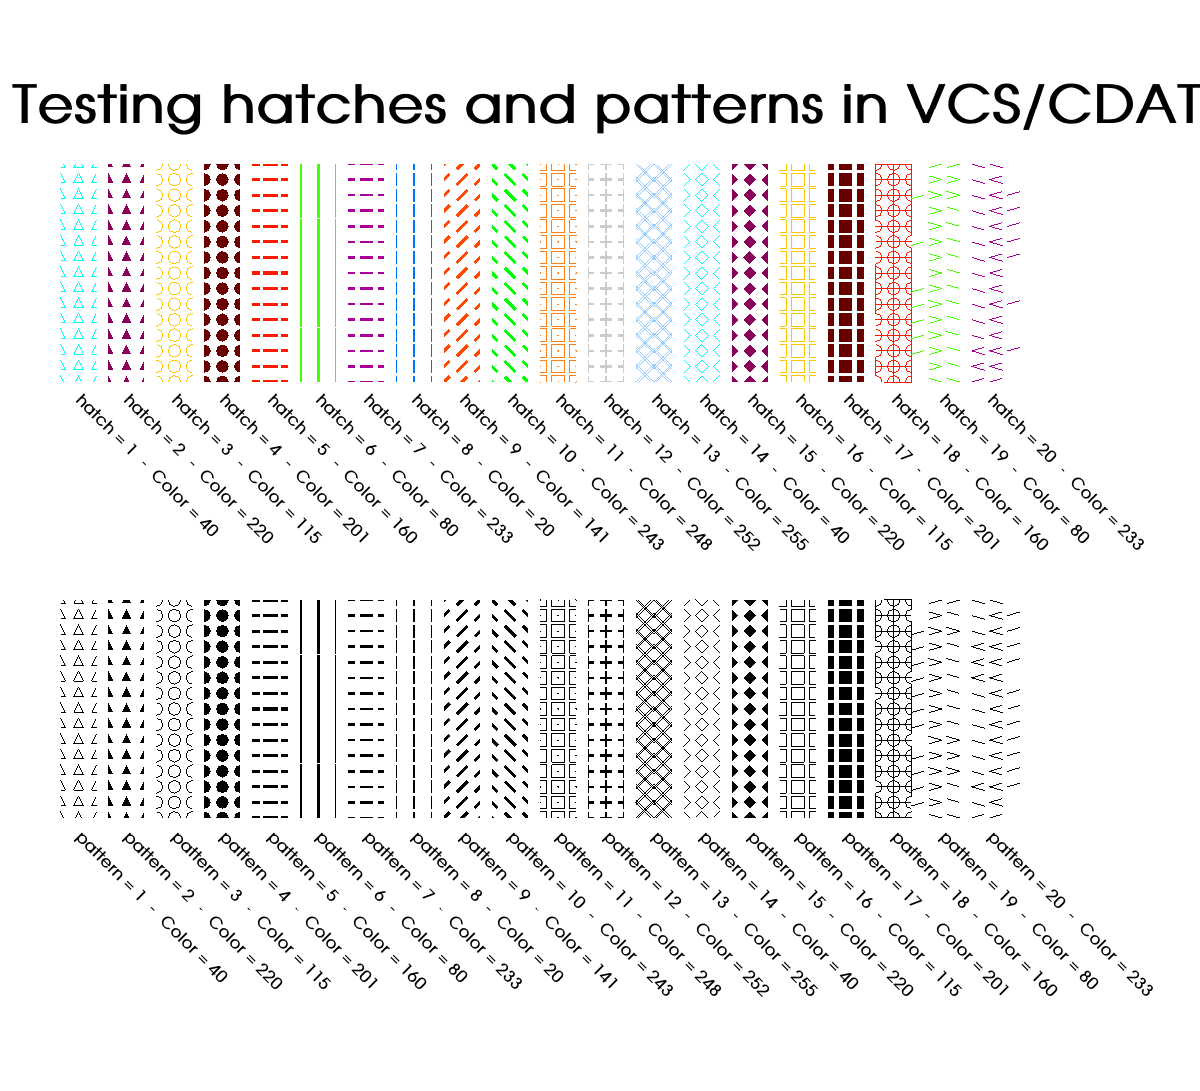 Testing hatches and patterns in VCS/CDAT
hatch = 1 - Color = 40
hatch = 2 - Color = 220
hatch = 3 - Color = 115
hatch = 4 - Color = 201
hatch = 5 - Color = 160
hatch = 6 - Color = 80
hatch = 7 - Color = 233
hatch = 8 - Color = 20
hatch = 9 - Color = 141
hatch = 10 - Color = 243
hatch = 11 - Color = 248
hatch = 12 - Color = 252
hatch = 13 - Color = 255
hatch = 14 - Color = 40
hatch = 15 - Color = 220
hatch = 16 - Color = 115
hatch = 17 - Color = 201
hatch = 18 - Color = 160
hatch = 19 - Color = 80
hatch = 20 - Color = 233
pattern = 1 - Color = 40
pattern = 2 - Color = 220
pattern = 3 - Color = 115
pattern = 4 - Color = 201
pattern = 5 - Color = 160
pattern = 6 - Color = 80
pattern = 7 - Color = 233
pattern = 8 - Color = 20
pattern = 9 - Color = 141
pattern = 10 - Color = 243
pattern = 11 - Color = 248
pattern = 12 - Color = 252
pattern = 13 - Color = 255
pattern = 14 - Color = 40
pattern = 15 - Color = 220
pattern = 16 - Color = 115
pattern = 17 - Color = 201
pattern = 18 - Color = 160
pattern = 19 - Color = 80
pattern = 20 - Color = 233